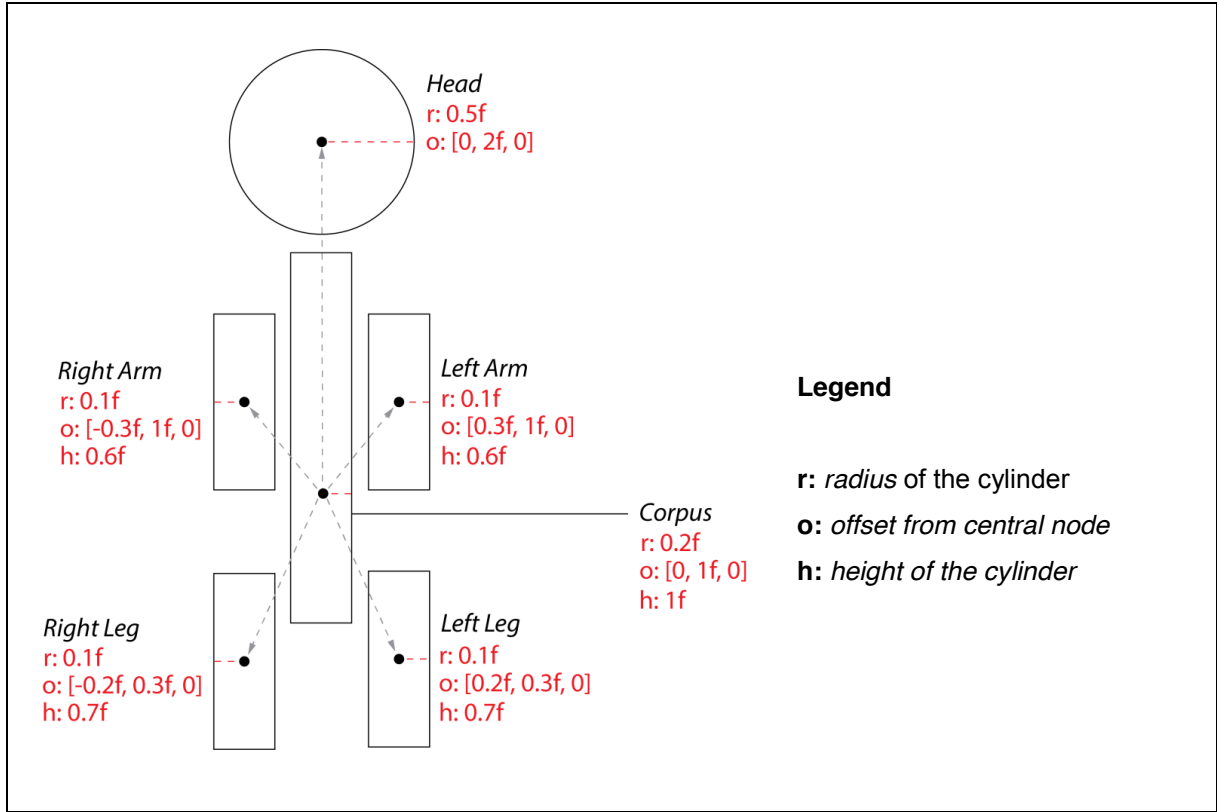 Head
r: 0.5f
o: [0, 2f, 0]
Right Arm
r: 0.1f
o: [-0.3f, 1f, 0]
h: 0.6f
Left Arm
r: 0.1f
o: [0.3f, 1f, 0]
h: 0.6f
Corpus
r: 0.2f
o: [0, 1f, 0]
h: 1f
Right Leg
r: 0.1f
o: [-0.2f, 0.3f, 0]
h: 0.7f
Left Leg
r: 0.1f
o: [0.2f, 0.3f, 0]
h: 0.7f
Legend
r: radius of the cylinder
o: offset from central node
h: height of the cylinder